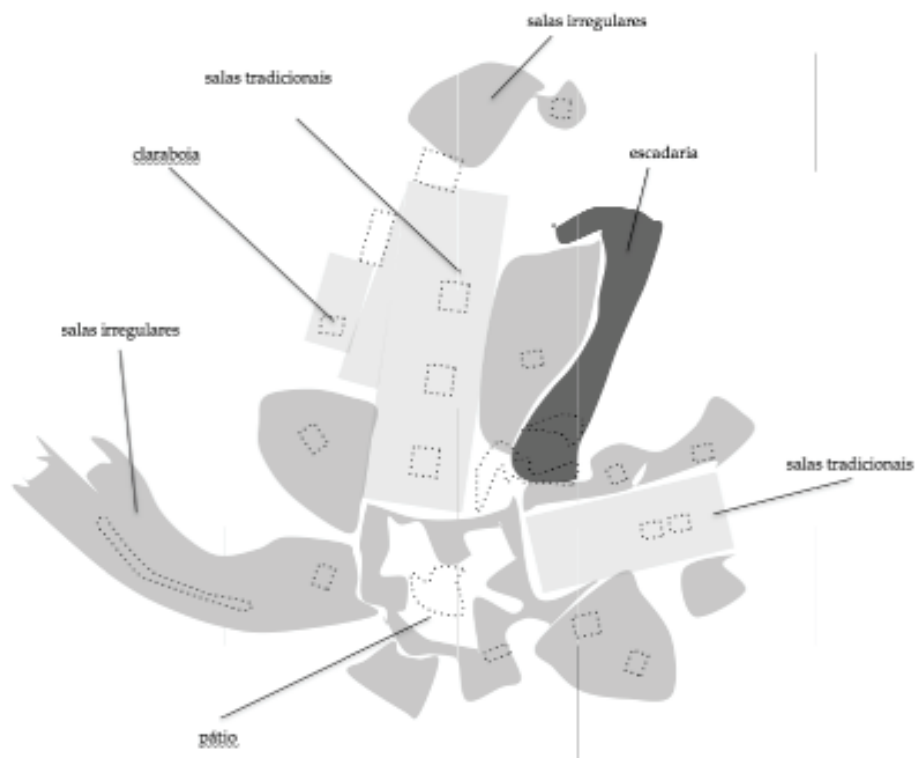 salas irregulares
salas tradicionais
claraboia
escadaria
salas irregulares
salas tradicionais
pátio